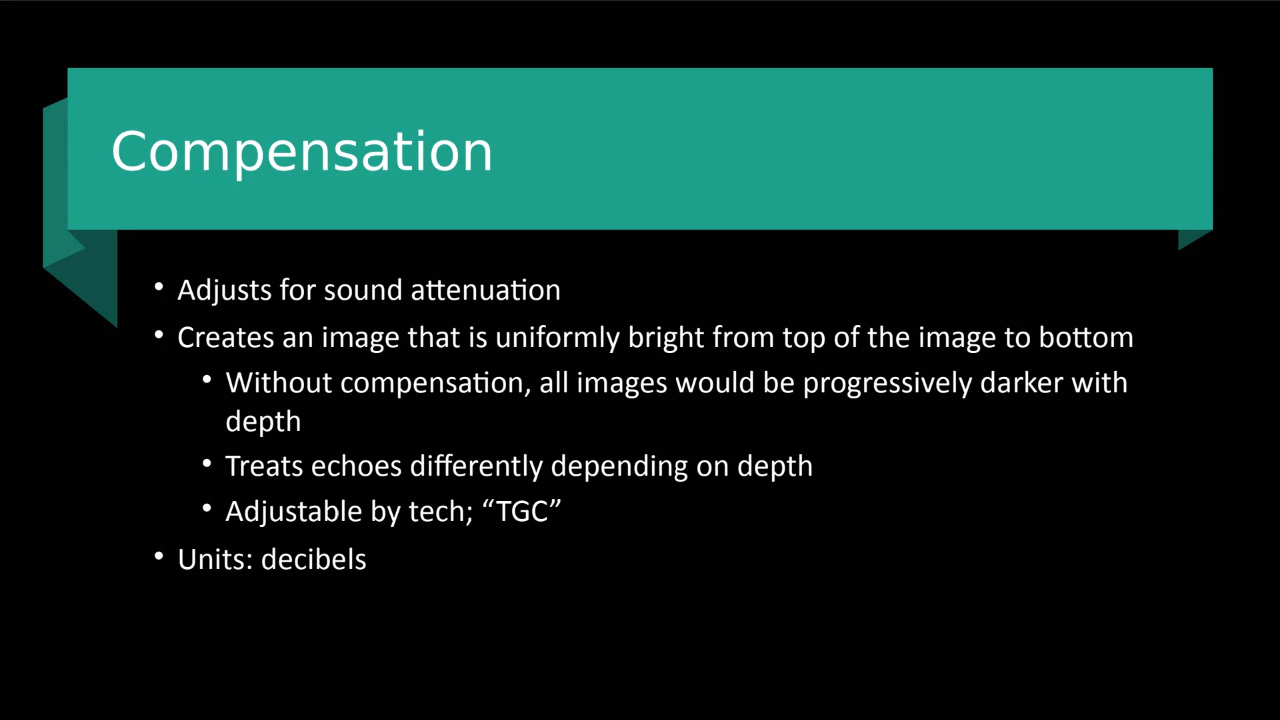 Compensation
• Adjusts for sound attenuation
• Creates an image that is uniformly bright from top of the image to bottom
• Without compensation, all images would be progressively darker with
depth
• Treats echoes differently depending on depth
• Adjustable by tech; “TGC”
• Units: decibels